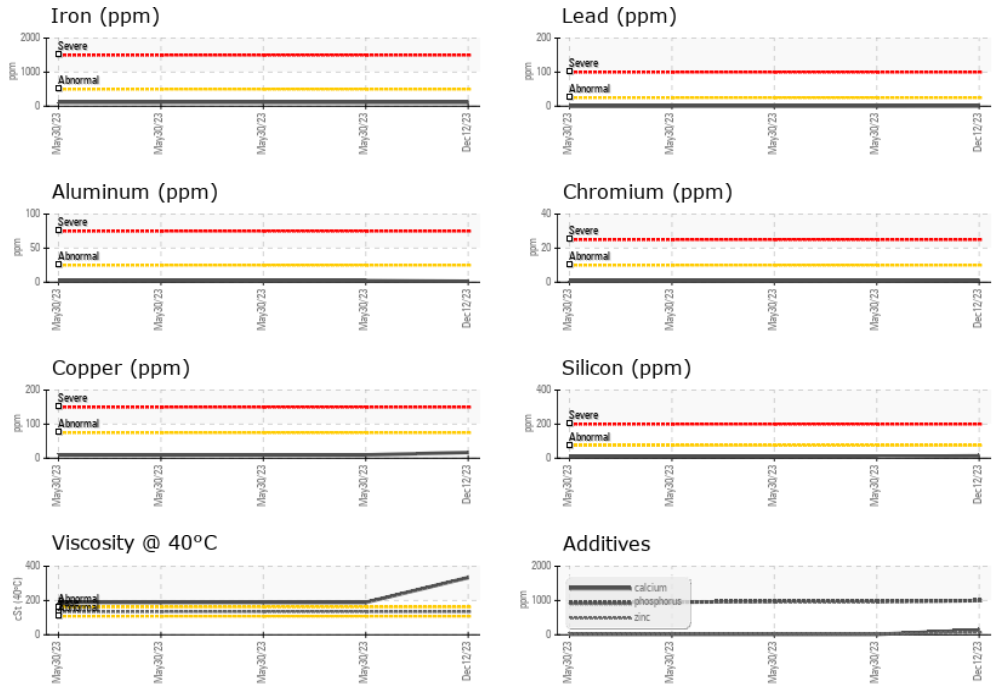 Iron (ppm)
2000
1000
0
ppm
Severe
Abnormal
May30/23
May30/23
May30/23
May30/23
Dec12/23
Lead (ppm)
200
100
0
ppm
Severe
Abnormal
May30/23
May30/23
May30/23
May30/23
Dec12/23
Aluminum (ppm)
100
50
0
ppm
Severe
Abnormal
May30/23
May30/23
May30/23
May30/23
Dec12/23
Chromium (ppm)
40
20
0
ppm
Severe
Abnormal
May30/23
May30/23
May30/23
May30/23
Dec12/23
Copper (ppm)
200
100
0
ppm
Severe
Abnormal
May30/23
May30/23
May30/23
May30/23
Dec12/23
Silicon (ppm)
400
200
0
ppm
Severe
Abnormal
May30/23
May30/23
May30/23
May30/23
Dec12/23
Viscosity @ 40°C
400
200
0
cSt (40°C)
Abnormal
Abnormal
May30/23
May30/23
May30/23
May30/23
Dec12/23
Additives
2000
1000
0
ppm
calcium
phosphorus
zinc
May30/23
May30/23
May30/23
May30/23
Dec12/23